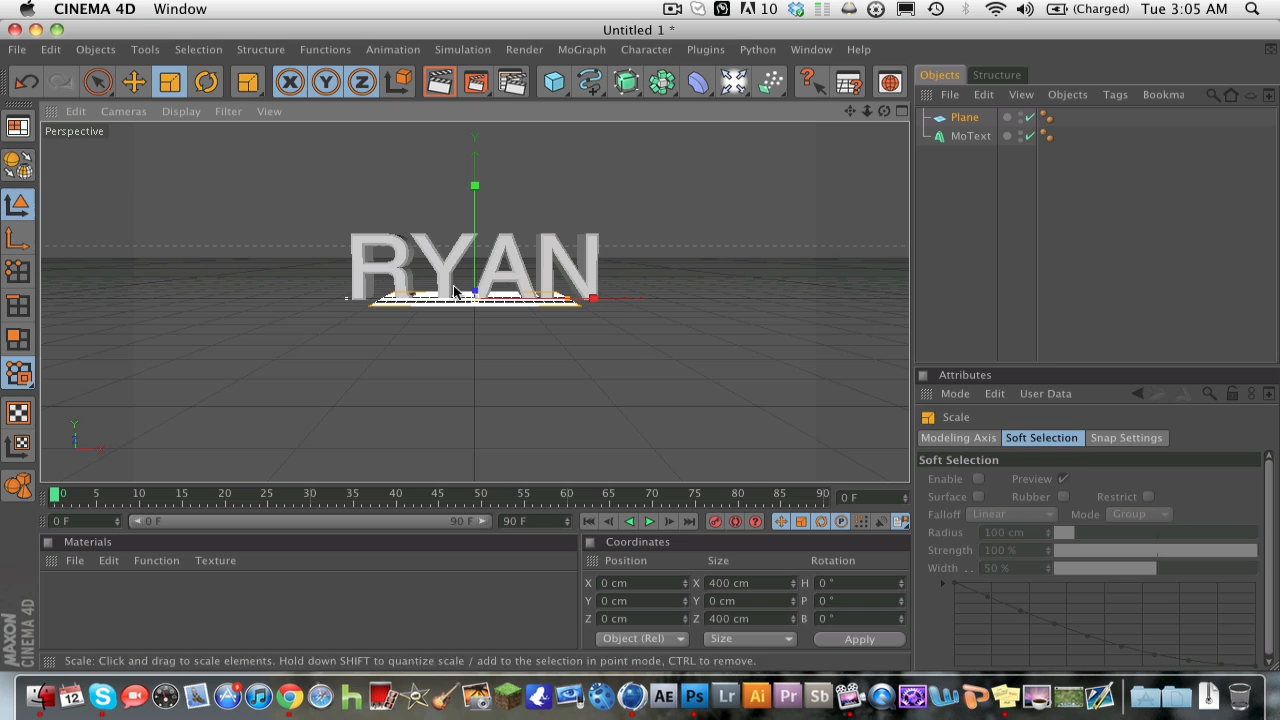 CINEMA 4D Window 10 (Charged) Tue 3:05 AM
Untitled 1 *
File Edit Objects Tools Selection Structure Functions Animation Simulation Render MoGraph Character Plugins Python Window Help
X Y Z
Objects Structure
Edit Cameras Display Filter View
File Edit View Objects Tags Bookma
Perspective
Plane
MoText
Y
RYAN
Attributes
Mode Edit User Data
Scale
Modeling Axis Soft Selection Snap Settings
Soft Selection
Enable Preview
Surface Rubber Restrict
Falloff Linear Mode Group
Radius 100 cm
Strength 100 %
Width . . 50 %
Y
X
0 5 10 15 20 25 30 35 40 45 50 55 60 65 70 75 80 85 90 0 F
0 F 0 F 90 F 90 F
Materials
File Edit Function Texture
Coordinates
Position Size Rotation
X 0 cm X 400 cm H 0 °
Y 0 cm Y 0 cm P 0 °
Z 0 cm Z 400 cm B 0 °
Object (Rel) Size Apply
MAXON
CINEMA 4D
Scale: Click and drag to scale elements. Hold down SHIFT to quantize scale / add to the selection in point mode, CTRL to remove.
12 h AE Ps Lr Ai Pr Sb W P